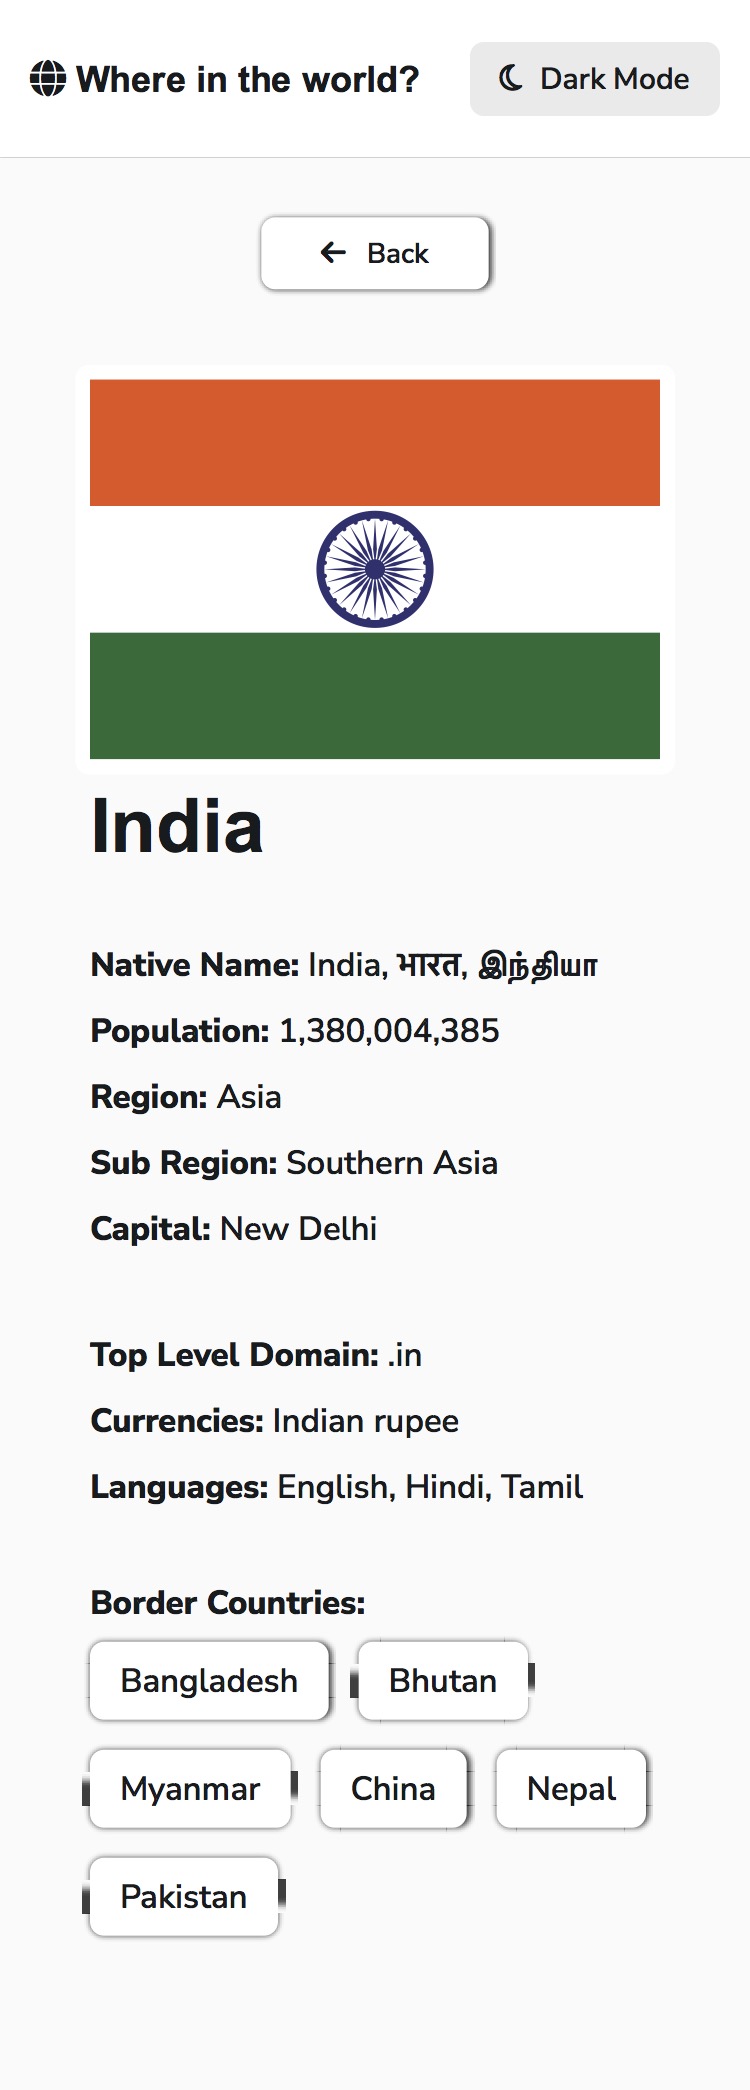 Where in the world?
Dark Mode
Back
India
Native Name: India, भारत, இந்தியா
Population: 1,380,004,385
Region: Asia
Sub Region: Southern Asia
Capital: New Delhi
Top Level Domain: .in
Currencies: Indian rupee
Languages: English, Hindi, Tamil
Border Countries:
Bangladesh Bhutan
Myanmar China Nepal
Pakistan